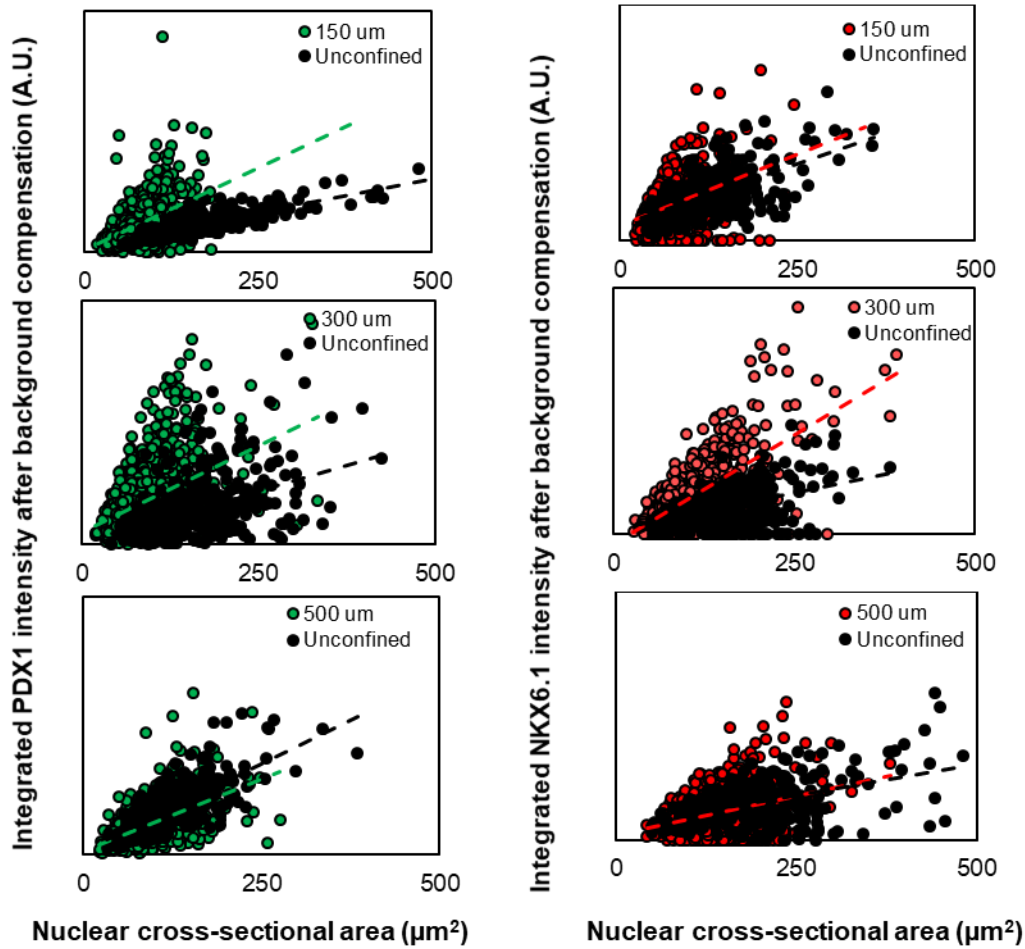 Integrated PDX1 intensity after background compensation (A.U.)
150 um
Unconfined
0 250 500
300 um
Unconfined
0 250 500
500 um
Unconfined
0 250 500
Nuclear cross-sectional area (µm²)
Integrated NKX6.1 intensity after background compensation (A.U.)
150 um
Unconfined
0 250 500
300 um
Unconfined
0 250 500
500 um
Unconfined
0 250 500
Nuclear cross-sectional area (µm²)